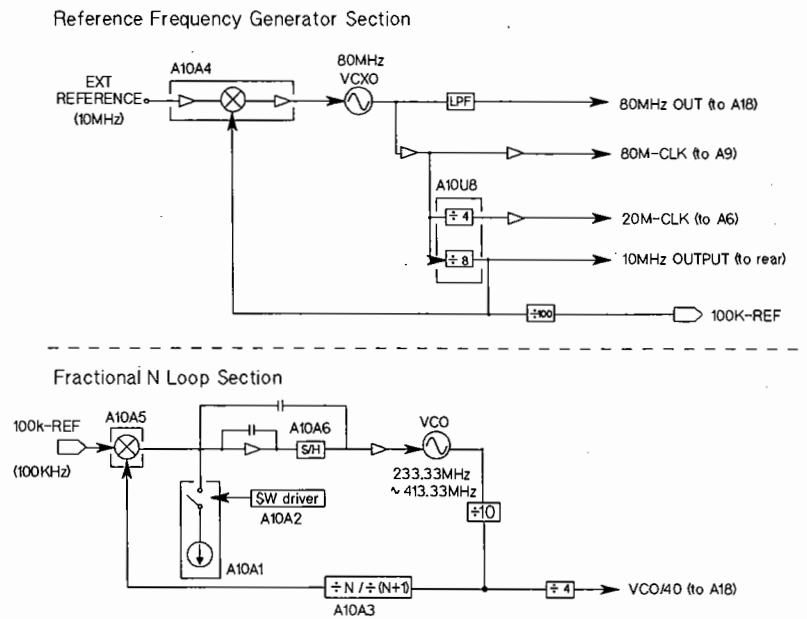 Reference Frequency Generator Section
80MHz
VCXO
A10A4
EXT
REFERENCE
(10MHz)
LPF
80MHz OUT (to A18)
80M-CLK (to A9)
A10U8
÷ 4
20M-CLK (to A6)
÷ 8
10MHz OUTPUT (to rear)
÷100
100K-REF
Fractional N Loop Section
100k-REF
(100KHz)
A10A5
A10A6
S/H
VCO
233.33MHz
~ 413.33MHz
SW driver
A10A2
÷10
A10A1
÷ N / ÷ (N+1)
A10A3
÷ 4
VCO/40 (to A18)